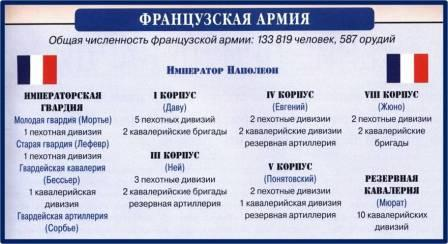 ФРАНЦУЗСКАЯ АРМИЯ
Общая численность французской армии: 133 819 человек, 587 орудий
ИМПЕРАТОР НАПОЛЕОН
ИМПЕРАТОРСКАЯ
ГВАРДИЯ
Молодая гвардия (Мортье)
1 пехотная дивизия
Старая гвардия (Лефевр)
1 пехотная дивизия
Гвардейская кавалерия
(Бессьер)
1 кавалерийская
дивизия
Гвардейская артиллерия
(Сорбье)
I КОРПУС
(Даву)
5 пехотных дивизий
2 кавалерийские бригады
III КОРПУС
(Ней)
3 пехотные дивизии
2 кавалерийские бригады
резервная артиллерия
IV КОРПУС
(Евгений)
2 пехотные дивизии
2 кавалерийские дивизии
резервная артиллерия
V КОРПУС
(Понятовский)
2 пехотные дивизии
1 кавалерийская бригада
резервная артиллерия
VIII КОРПУС
(Жюно)
2 пехотные дивизии
2 кавалерийские бригады
РЕЗЕРВНАЯ
КАВАЛЕРИЯ
(Мюрат)
10 кавалерийских
дивизий